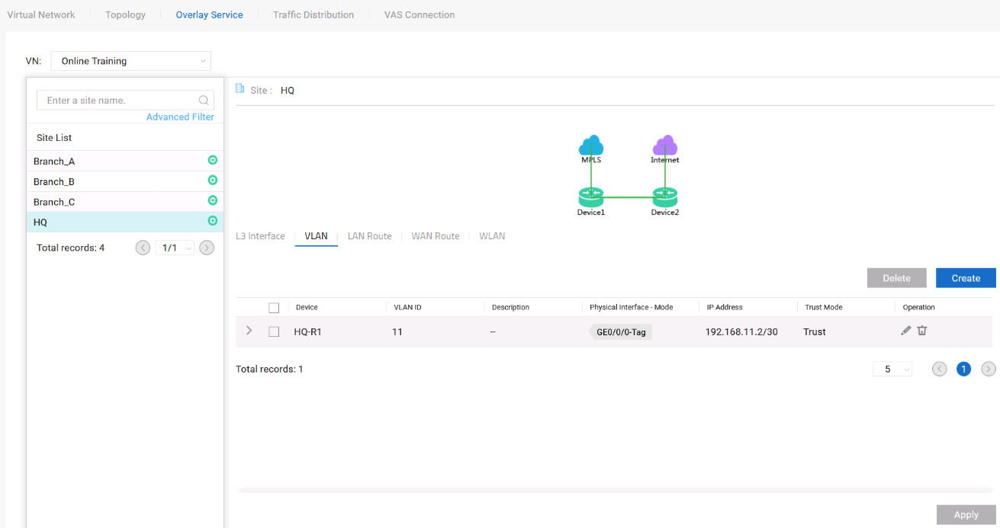 Virtual Network Topology Overlay Service Traffic Distribution VAS Connection
VN: Online Training
Enter a site name.
Advanced Filter
Site List
Branch_A
Branch_B
Branch_C
HQ
Total records: 4 1/1
Site : HQ
MPLS Internet
Device1 Device2
L3 Interface VLAN LAN Route WAN Route WLAN
Delete Create
Device VLAN ID Description Physical Interface - Mode IP Address Trust Mode Operation
HQ-R1 11 -- GE0/0/0-Tag 192.168.11.2/30 Trust
Total records: 1 5 1
Apply